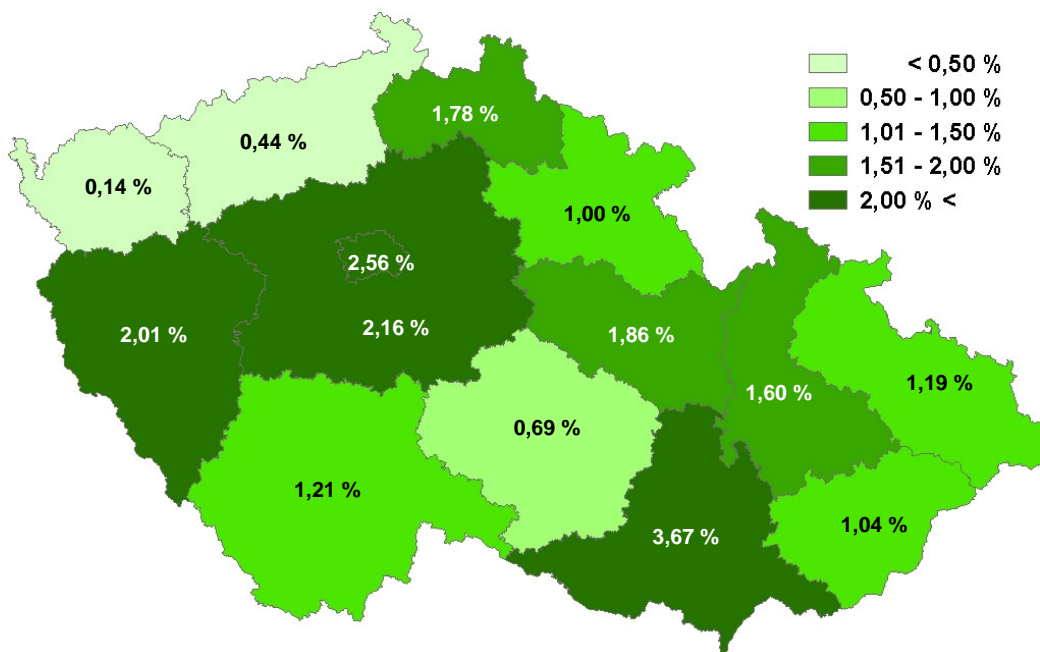 < 0,50 %
0,50 - 1,00 %
1,01 - 1,50 %
1,51 - 2,00 %
2,00 % <
1,78 %
0,44 %
0,14 %
1,00 %
2,56 %
2,01 %
2,16 %
1,86 %
1,19 %
1,60 %
0,69 %
1,21 %
1,04 %
3,67 %